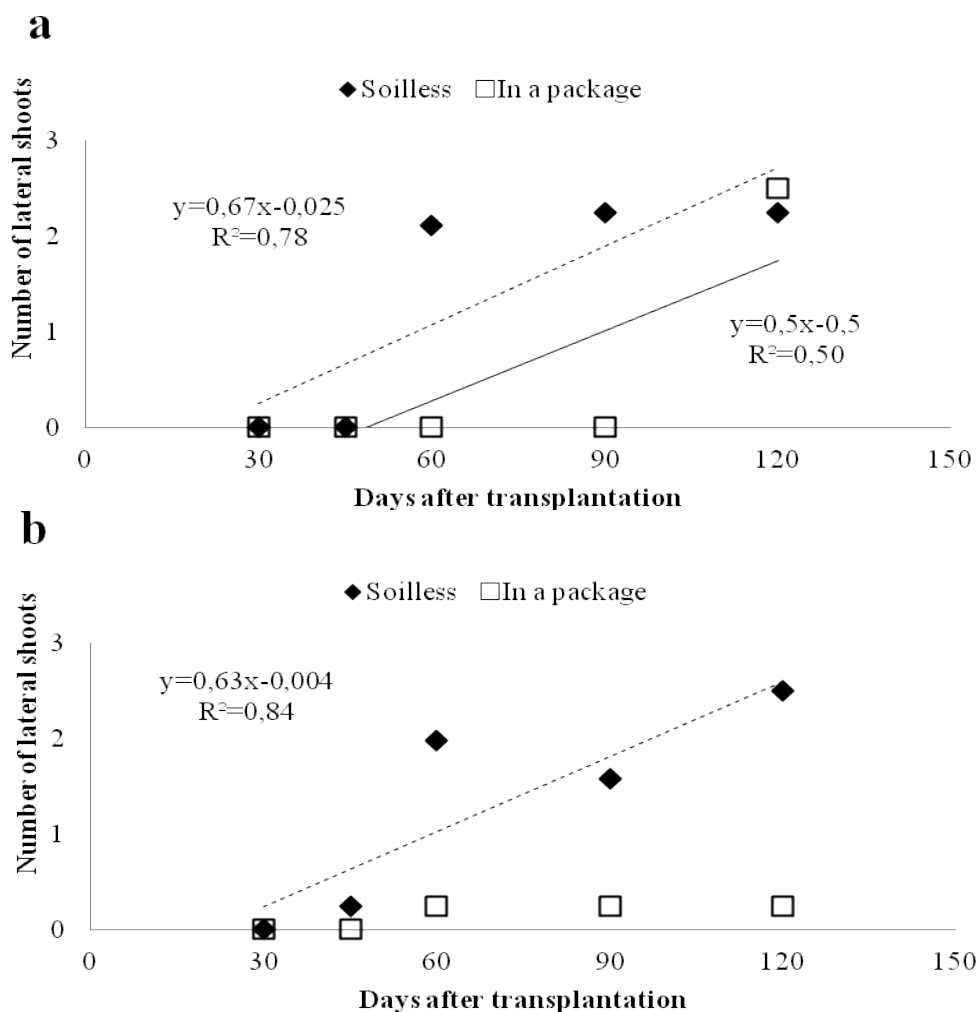 a
Soilless In a package
Number of lateral shoots
3
2
1
0
y=0,67x-0,025
R²=0,78
y=0,5x-0,5
R²=0,50
0 30 60 90 120 150
Days after transplantation
b
Soilless In a package
Number of lateral shoots
3
2
1
0
y=0,63x-0,004
R²=0,84
0 30 60 90 120 150
Days after transplantation